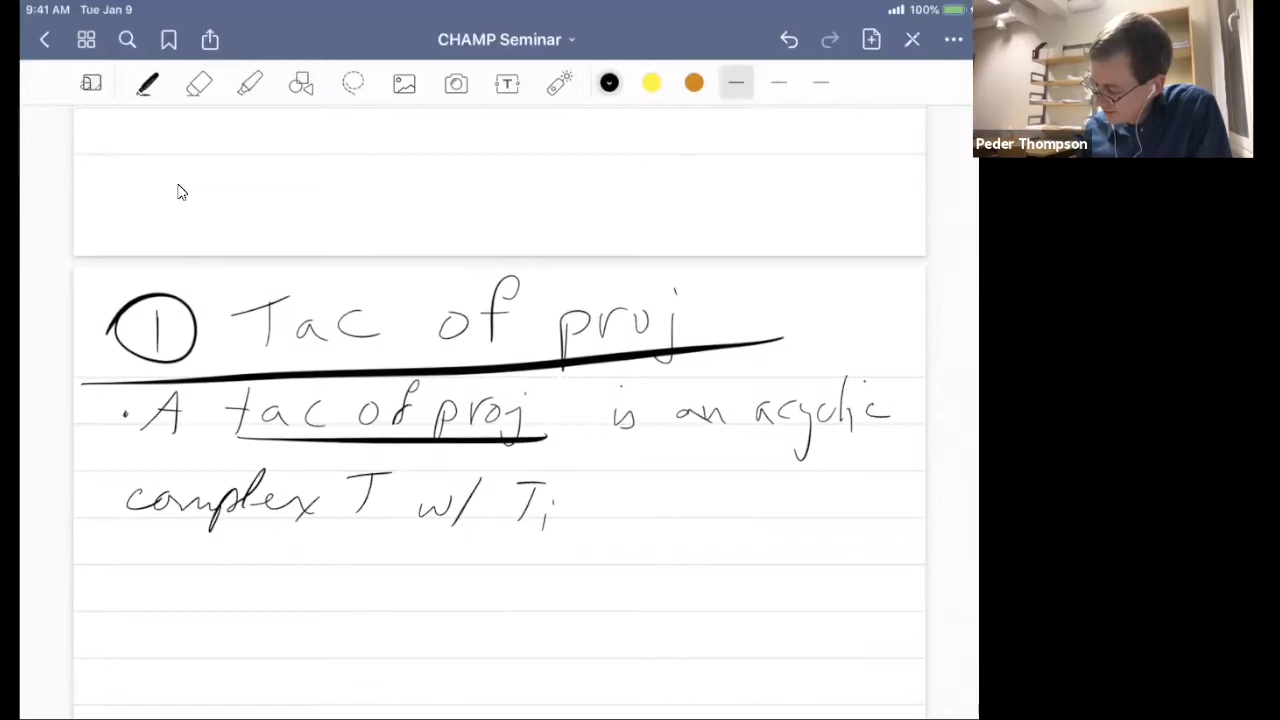 9:41 AM Tue Jan 9
100%
CHAMP Seminar
T
Peder Thompson
1 Tac of proj
· A tac of proj is an acyclic
complex T w/ Ti